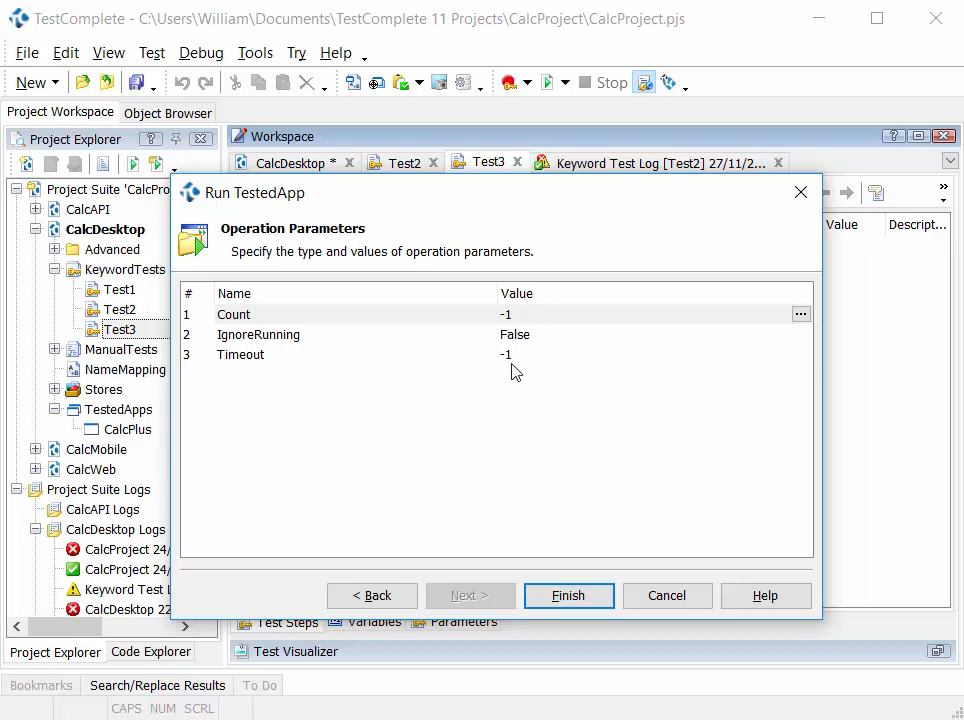 TestComplete - C:\Users\William\Documents\TestComplete 11 Projects\CalcProject\CalcProject.pjs
File Edit View Test Debug Tools Try Help
New Stop
Project Workspace Object Browser
Project Explorer
Workspace
CalcDesktop * Test2 Test3 Keyword Test Log [Test2] 27/11/2...
Project Suite 'CalcPro
CalcAPI
CalcDesktop
Advanced
KeywordTests
Test1
Test2
Test3
ManualTests
NameMapping
Stores
TestedApps
CalcPlus
CalcMobile
CalcWeb
Project Suite Logs
CalcAPI Logs
CalcDesktop Logs
CalcProject 24/
CalcProject 24/
Keyword Test L
CalcDesktop 22
Value Descript...
Run TestedApp
Operation Parameters
Specify the type and values of operation parameters.
# Name Value
1 Count -1 ...
2 IgnoreRunning False
3 Timeout -1
< Back Next > Finish Cancel Help
Test Steps Variables Parameters
Project Explorer Code Explorer
Test Visualizer
Bookmarks Search/Replace Results To Do
CAPS NUM SCRL